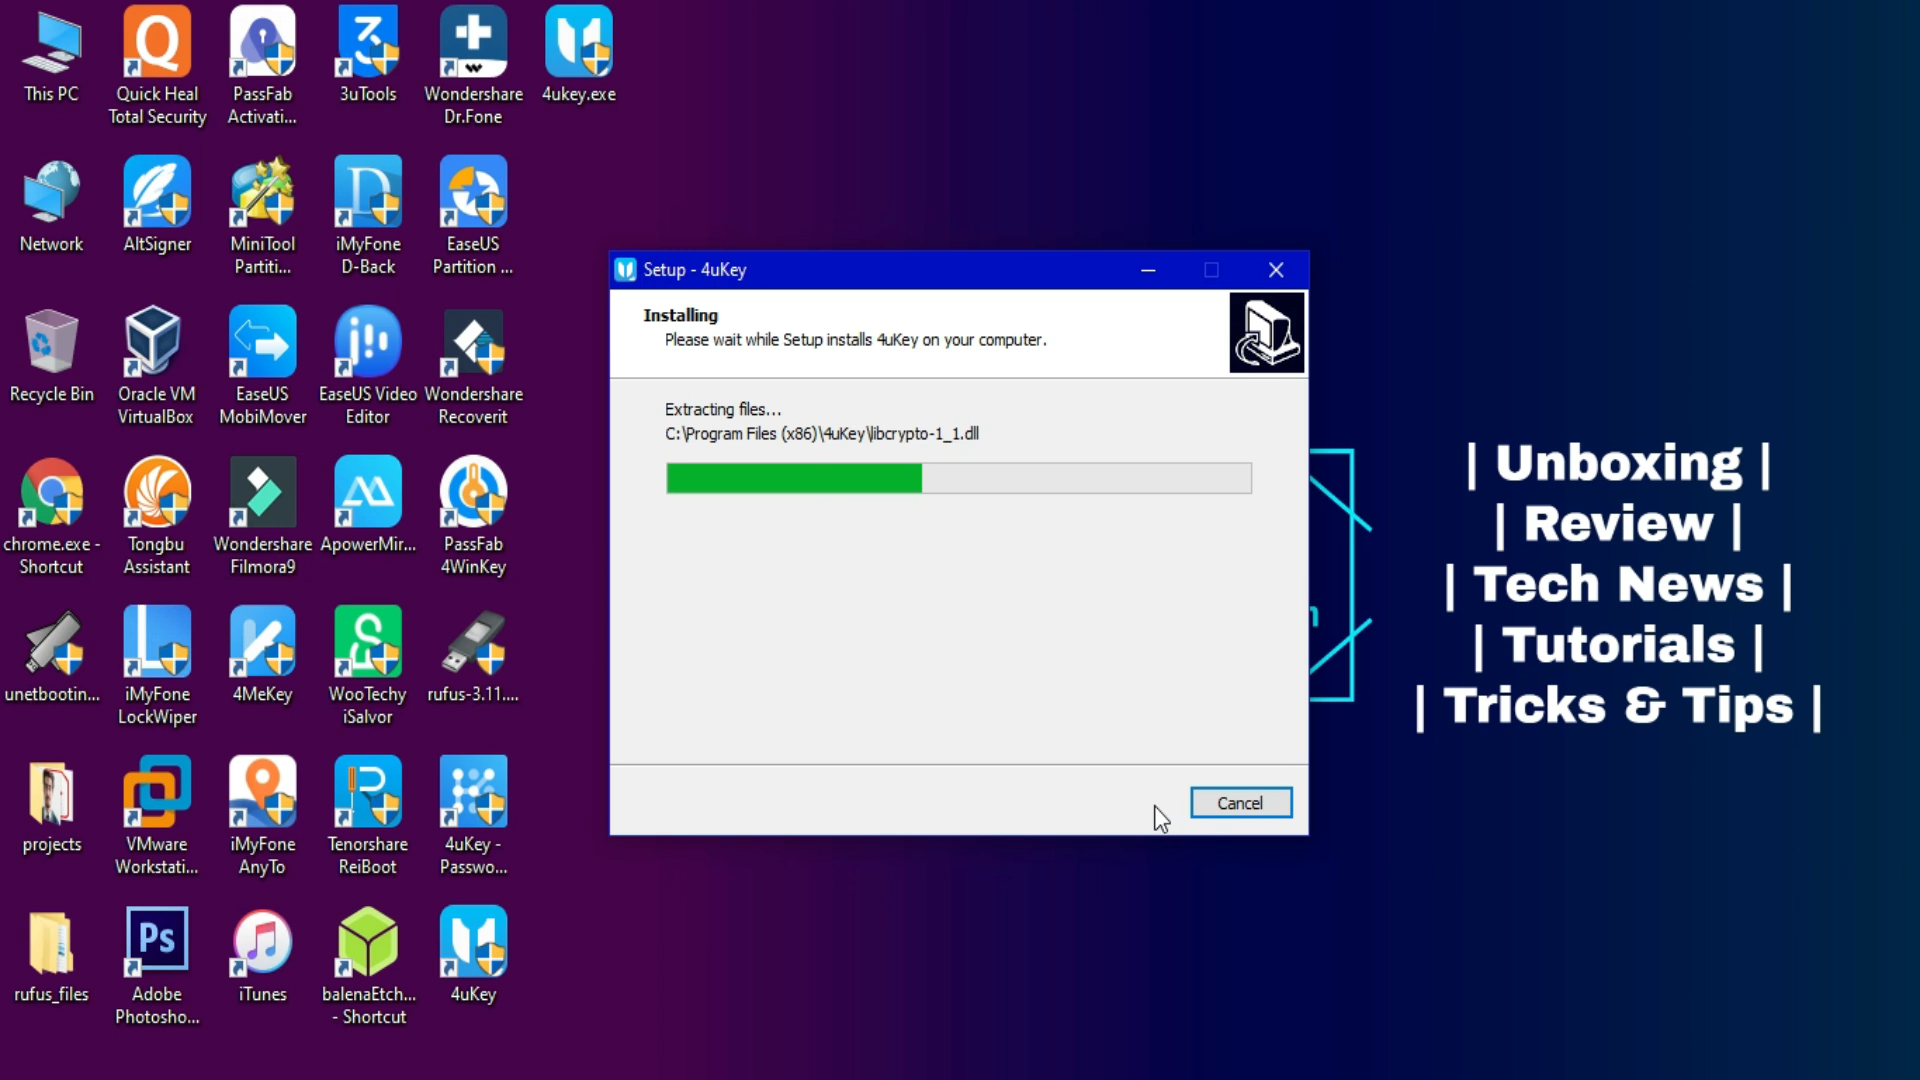 This PC
Quick Heal
Total Security
PassFab
Activati...
3uTools
Wondershare
Dr.Fone
4ukey.exe
Network
AltSigner
MiniTool
Partiti...
iMyFone
D-Back
EaseUS
Partition ...
Recycle Bin
Oracle VM
VirtualBox
EaseUS
MobiMover
EaseUS Video
Editor
Wondershare
Recoverit
chrome.exe -
Shortcut
Tongbu
Assistant
Wondershare
Filmora9
ApowerMir...
PassFab
4WinKey
unetbootin...
iMyFone
LockWiper
4MeKey
WooTechy
iSalvor
rufus-3.11....
projects
VMware
Workstati...
iMyFone
AnyTo
Tenorshare
ReiBoot
4uKey -
Passwo...
rufus_files
Ps
Adobe
Photosho...
iTunes
balenaEtch...
- Shortcut
4uKey
Setup - 4uKey
Installing
Please wait while Setup installs 4uKey on your computer.
Extracting files...
C:\Program Files (x86)\4uKey\libcrypto-1_1.dll
Cancel
| Unboxing |
| Review |
| Tech News |
| Tutorials |
| Tricks & Tips |